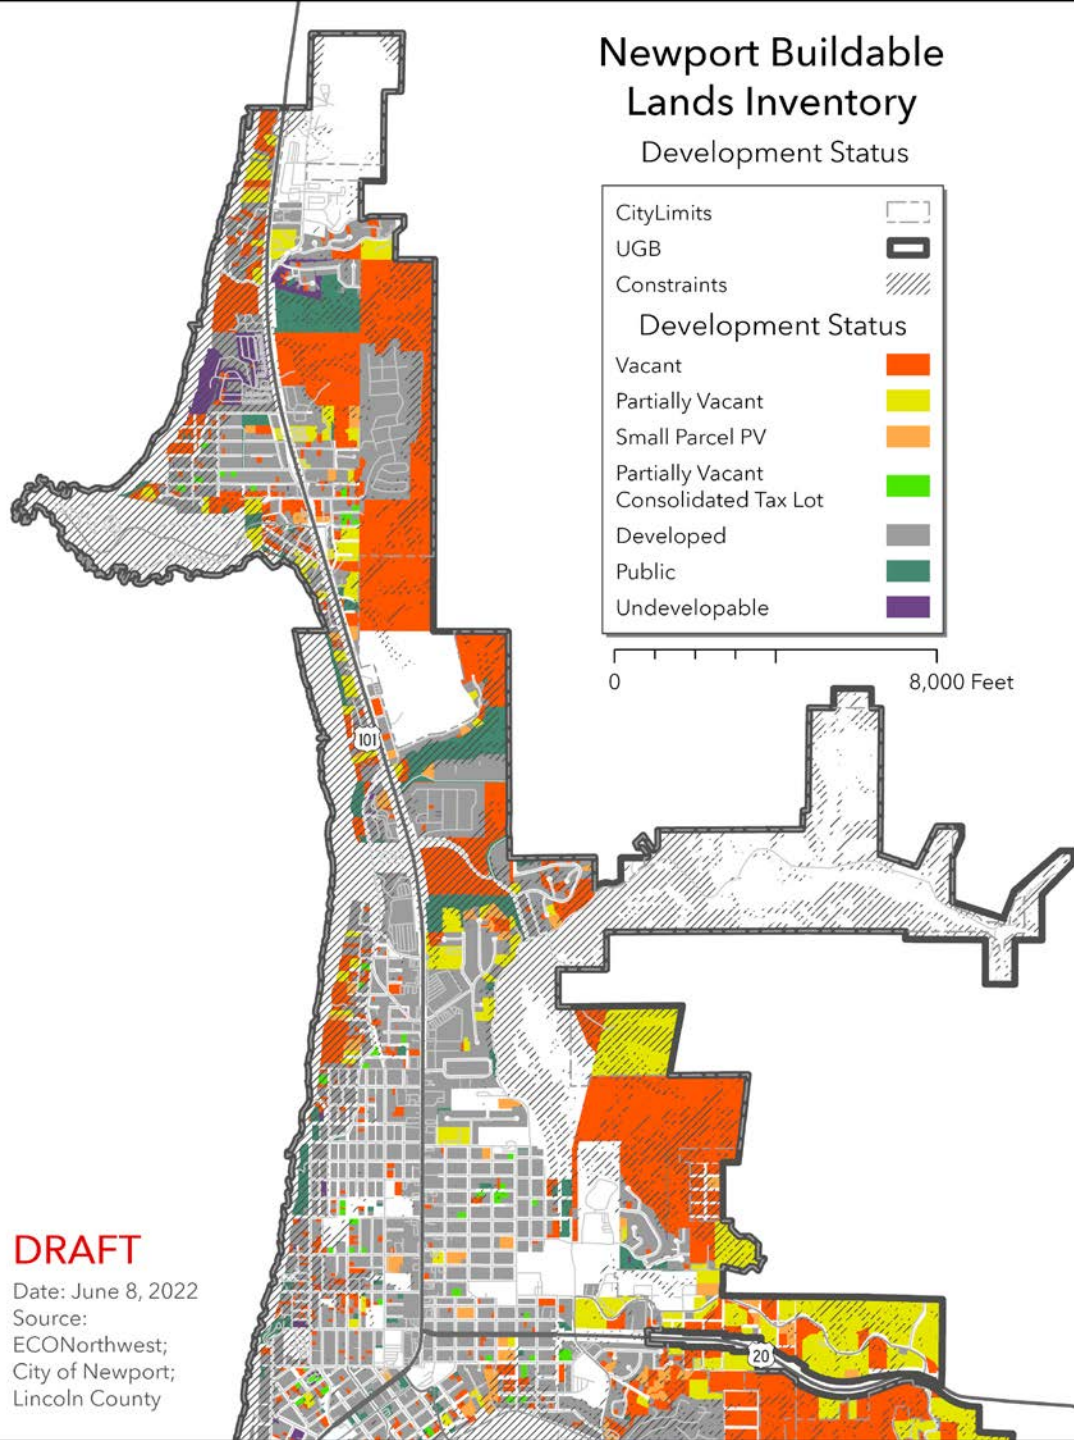 Newport Buildable
Lands Inventory
Development Status
CityLimits
UGB
Constraints
Development Status
Vacant
Partially Vacant
Small Parcel PV
Partially Vacant
Consolidated Tax Lot
Developed
Public
Undevelopable
0
8,000 Feet
101
20
DRAFT
Date: June 8, 2022
Source:
ECONorthwest;
City of Newport;
Lincoln County